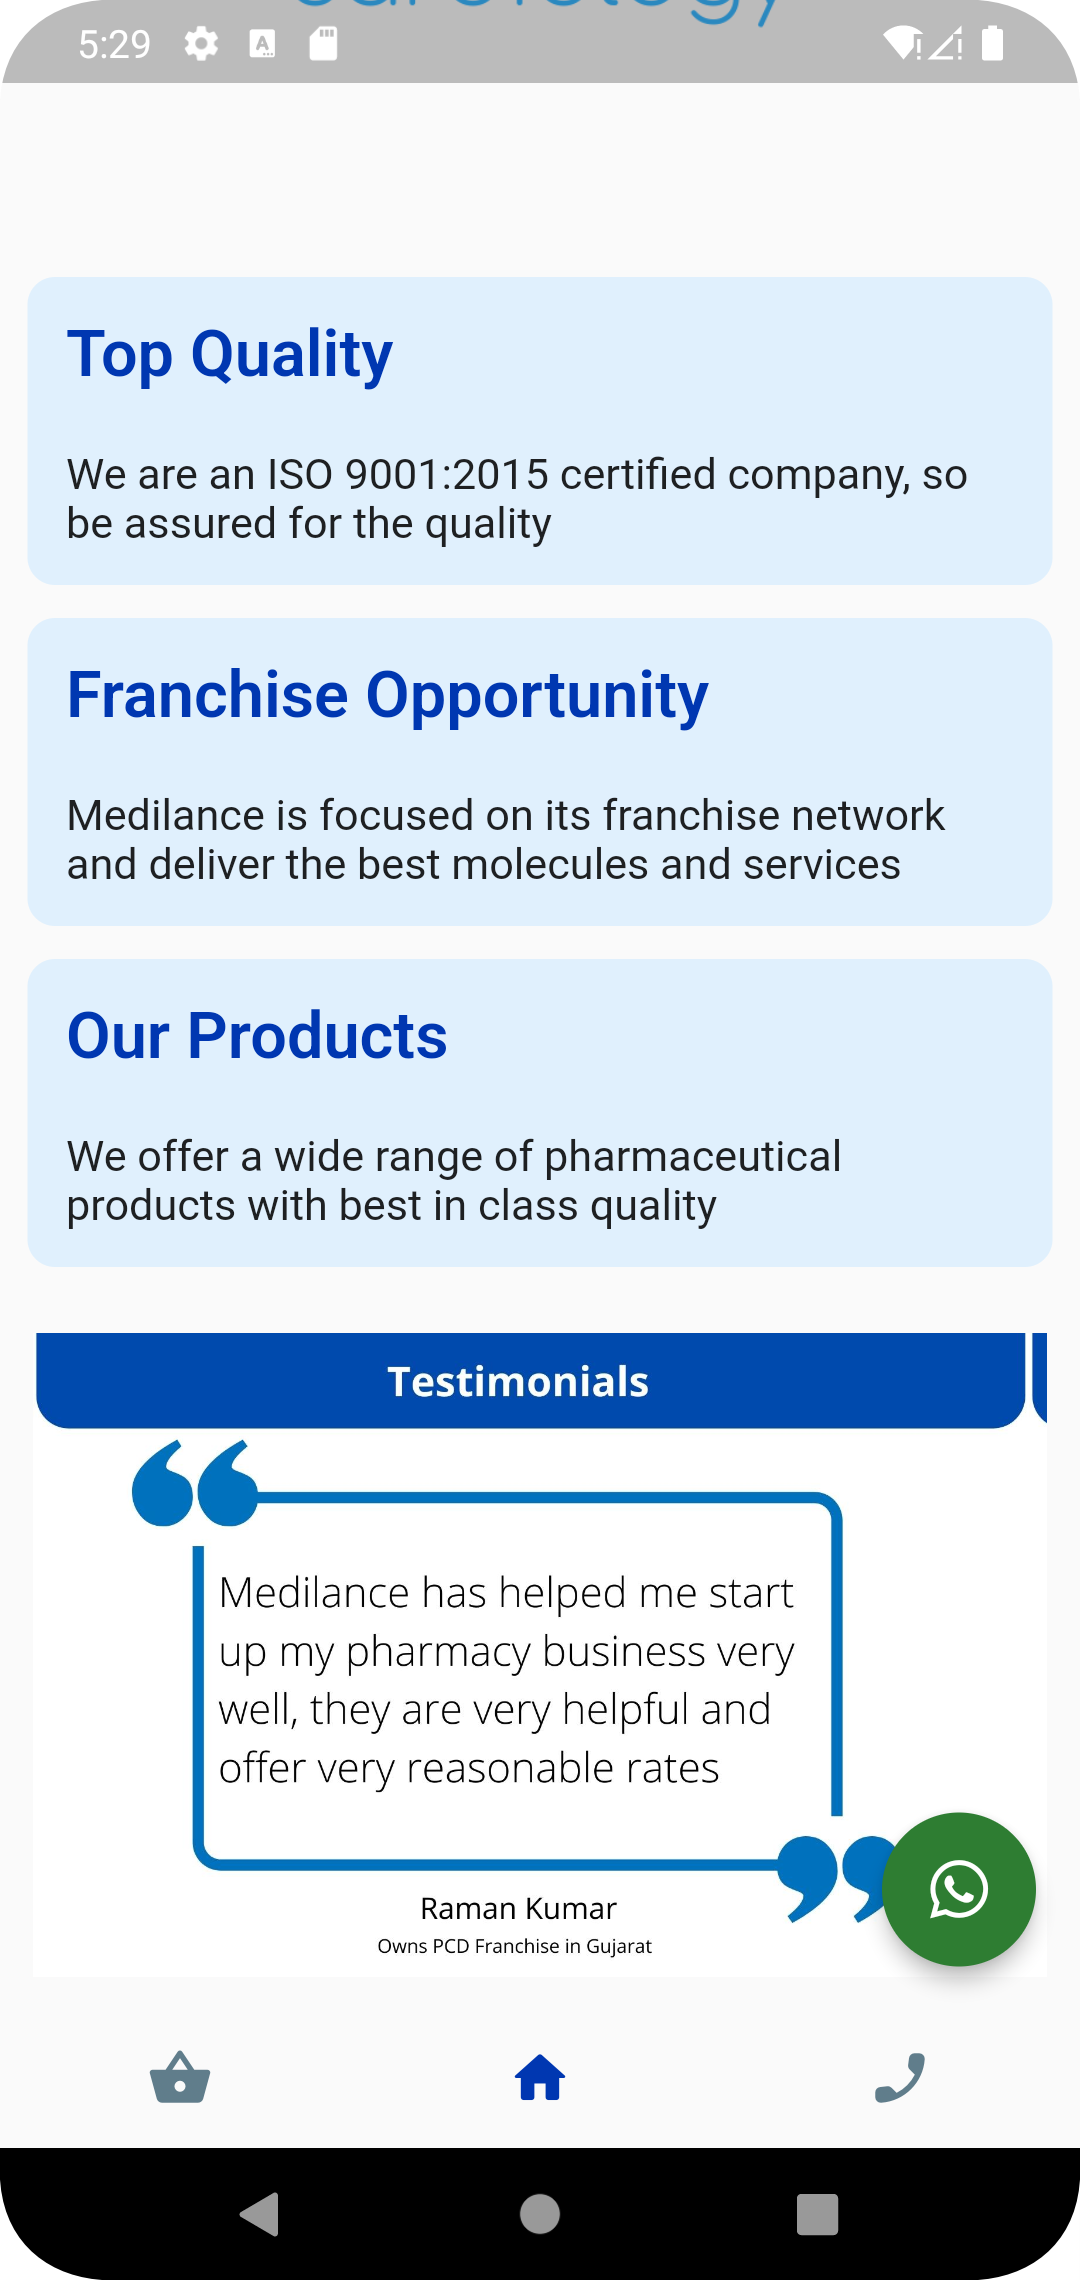 cardiology
5:29
Top Quality
We are an ISO 9001:2015 certified company, so
be assured for the quality
Franchise Opportunity
Medilance is focused on its franchise network
and deliver the best molecules and services
Our Products
We offer a wide range of pharmaceutical
products with best in class quality
Testimonials
Medilance has helped me start
up my pharmacy business very
well, they are very helpful and
offer very reasonable rates
Raman Kumar
Owns PCD Franchise in Gujarat